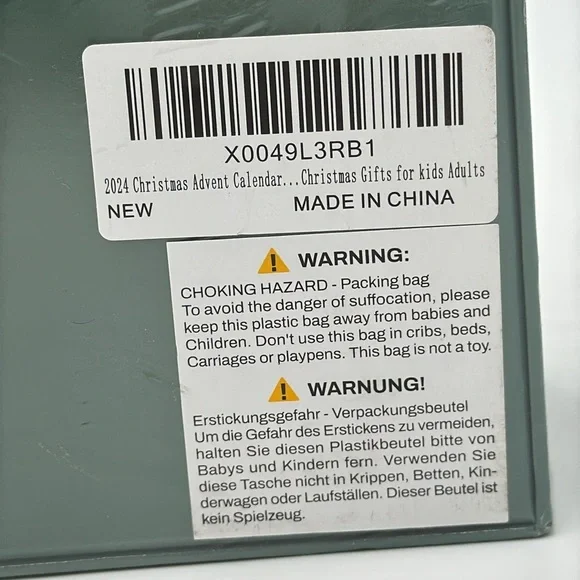 X0049L3RB1
2024 Christmas Advent Calendar...Christmas Gifts for kids Adults
NEW MADE IN CHINA
WARNING:
CHOKING HAZARD - Packing bag
To avoid the danger of suffocation, please
keep this plastic bag away from babies and
Children. Don't use this bag in cribs, beds,
Carriages or playpens. This bag is not a toy.
WARNUNG!
Erstickungsgefahr - Verpackungsbeutel
Um die Gefahr des Erstickens zu vermeiden,
halten Sie diesen Plastikbeutel bitte von
Babys und Kindern fern. Verwenden Sie
diese Tasche nicht in Krippen, Betten, Kin-
derwagen oder Laufställen. Dieser Beutel ist
kein Spielzeug.